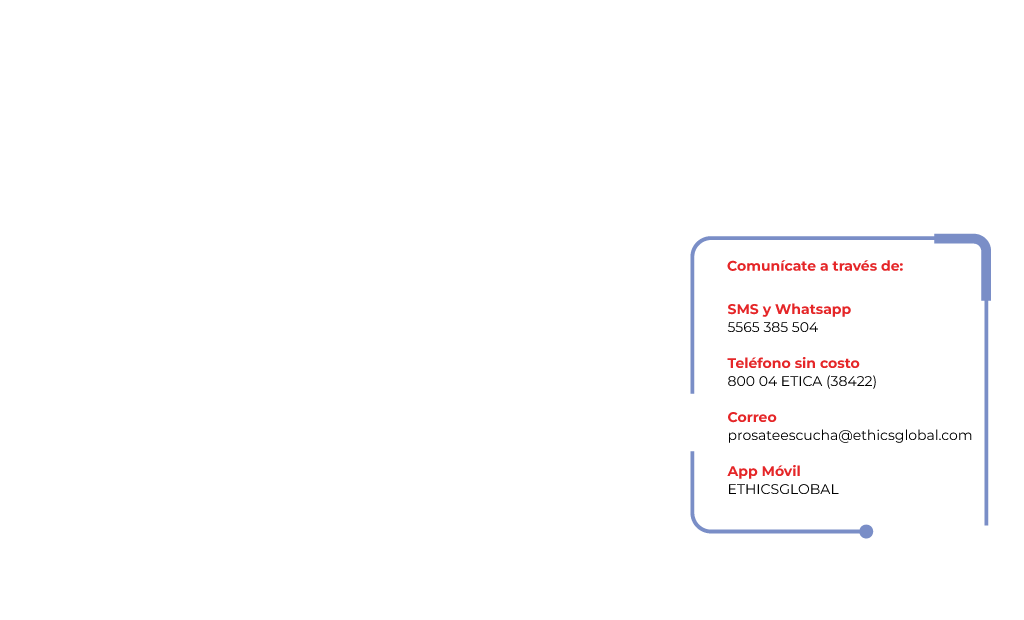 Comunícate a través de:
SMS y Whatsapp
5565 385 504
Teléfono sin costo
800 04 ETICA (38422)
Correo
prosateescucha@ethicsglobal.com
App Móvil
ETHICSGLOBAL